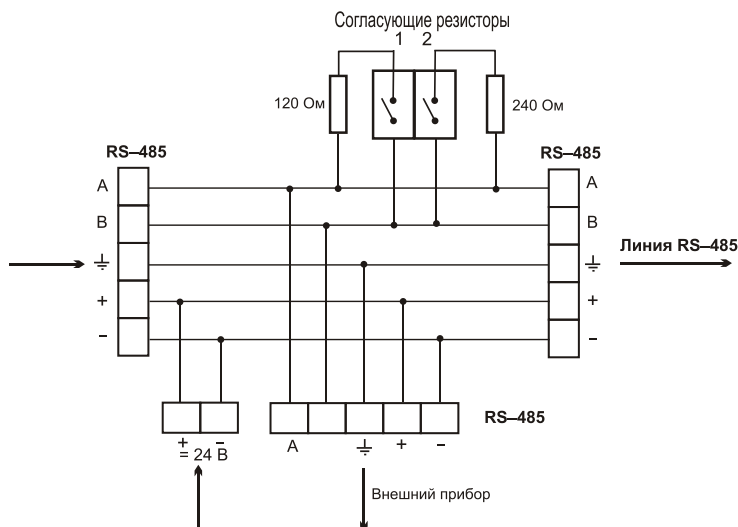 Согласующие резисторы
1 2
120 Ом
240 Ом
RS–485
RS–485
A
A
B
B
Линия RS–485
+
+
–
–
RS–485
+ –
= 24 В
A
+
–
Внешний прибор